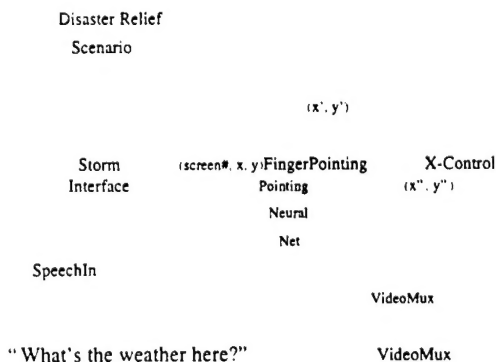 Disaster Relief
Scenario
(x', y')
Storm (screen#, x, y) FingerPointing X-Control
Interface Pointing (x", y")
Neural
Net
SpeechIn
VideoMux
“What's the weather here?” VideoMux